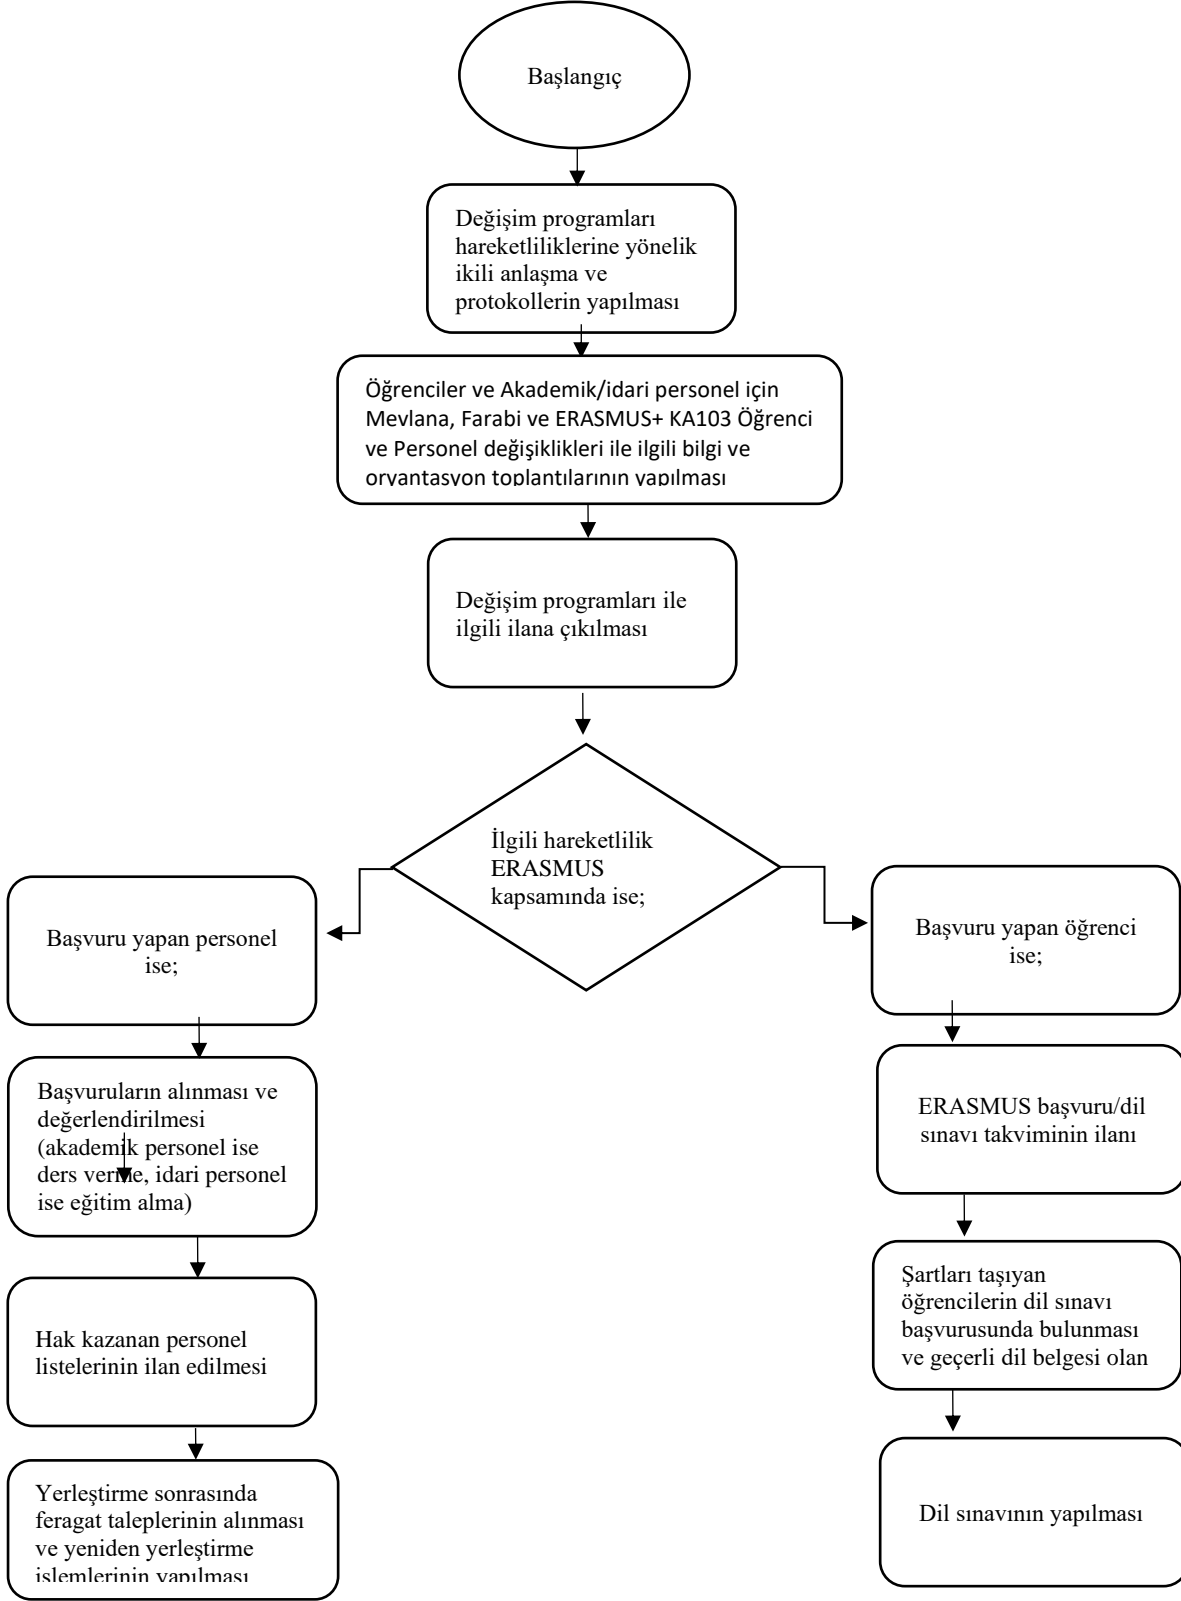 Başlangıç
Değişim programları
hareketliliklerine yönelik
ikili anlaşma ve
protokollerin yapılması
Öğrenciler ve Akademik/idari personel için
Mevlana, Farabi ve ERASMUS+ KA103 Öğrenci
ve Personel değişiklikleri ile ilgili bilgi ve
oryantasyon toplantılarının yapılması
Değişim programları ile
ilgili ilana çıkılması
İlgili hareketlilik
ERASMUS
kapsamında ise;
Başvuru yapan personel
ise;
Başvuruların alınması ve
değerlendirilmesi
(akademik personel ise
ders verme, idari personel
ise eğitim alma)
Hak kazanan personel
listelerinin ilan edilmesi
Yerleştirme sonrasında
feragat taleplerinin alınması
ve yeniden yerleştirme
işlemlerinin yapılması
Başvuru yapan öğrenci
ise;
ERASMUS başvuru/dil
sınavı takviminin ilanı
Şartları taşıyan
öğrencilerin dil sınavı
başvurusunda bulunması
ve geçerli dil belgesi olan
Dil sınavının yapılması